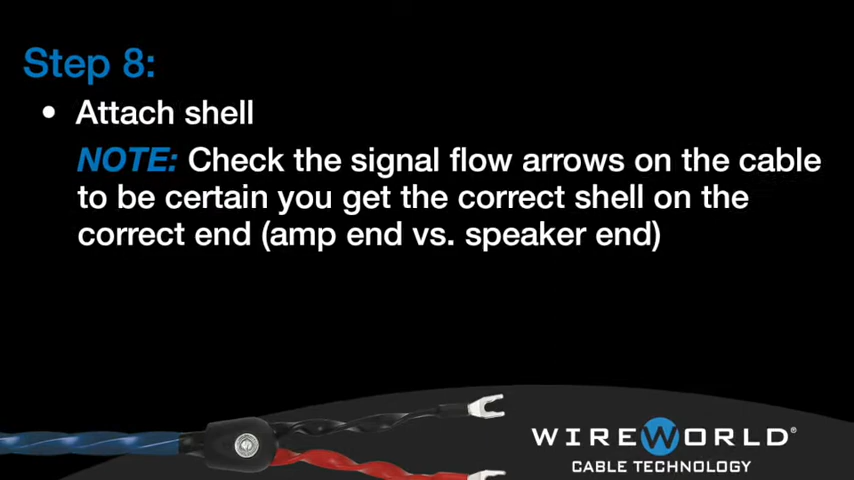 Step 8:
• Attach shell
NOTE: Check the signal flow arrows on the cable
to be certain you get the correct shell on the
correct end (amp end vs. speaker end)
WIREWORLD®
CABLE TECHNOLOGY